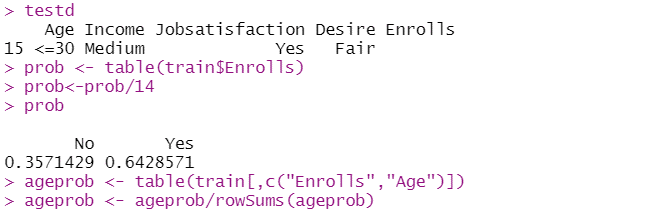 > testd
    Age Income Jobsatisfaction Desire Enrolls
15 <=30 Medium             Yes   Fair
> prob <- table(train$Enrolls)
> prob<-prob/14
> prob

       No       Yes
0.3571429 0.6428571
> ageprob <- table(train[,c("Enrolls","Age")])
> ageprob <- ageprob/rowSums(ageprob)